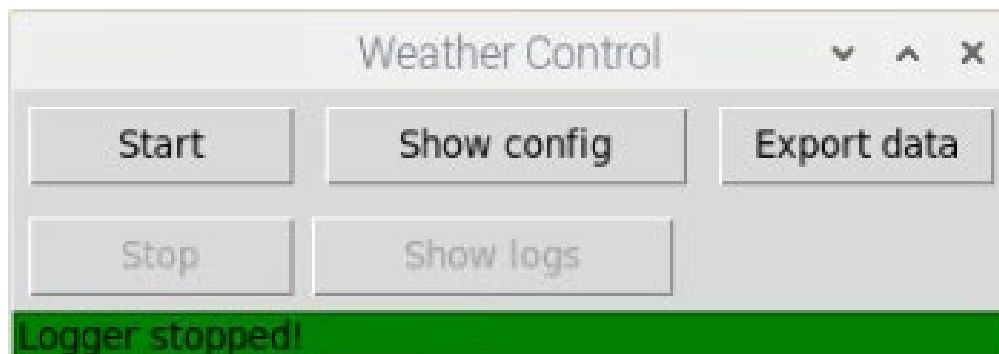 Weather Control
Start Show config Export data
Stop Show logs
Logger stopped!